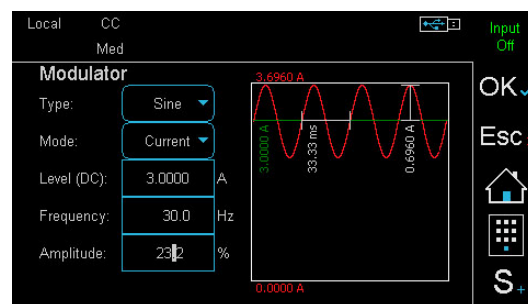 Local CC
Med
Input
Off
Modulator
Type: Sine
Mode: Current
Level (DC): 3.0000 A
Frequency: 30.0 Hz
Amplitude: 23.2 %
3.6960 A
3.0000 A
33.33 ms
0.6960 A
0.0000 A
OK
Esc
S+